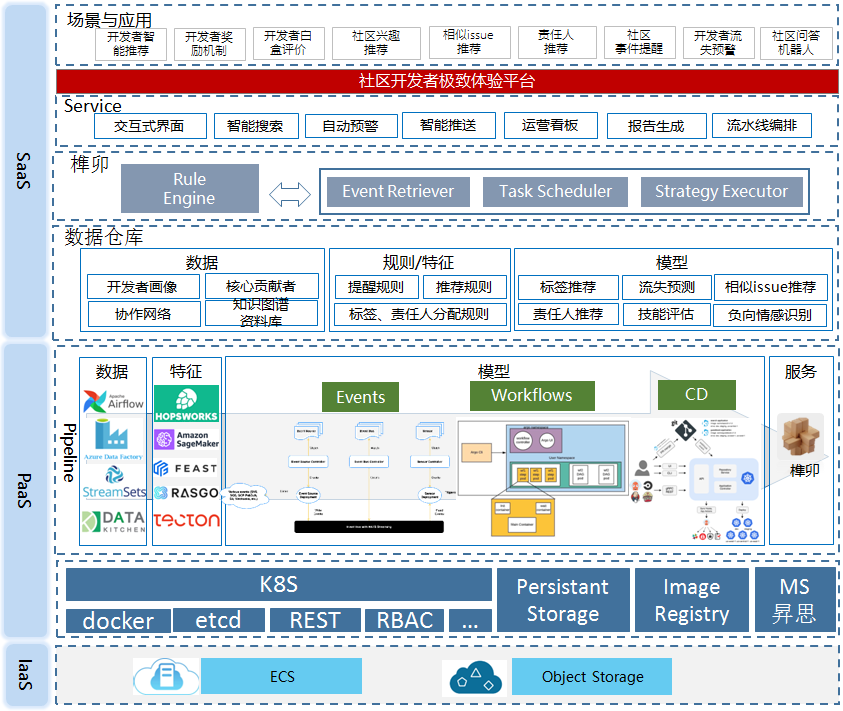 场景与应用
开发者智
能推荐
开发者奖
励机制
开发者白
盒评价
社区兴趣
推荐
相似issue
推荐
责任人
推荐
社区
事件提醒
开发者流
失预警
社区问答
机器人
社区开发者极致体验平台
SaaS
Service
交互式界面
智能搜索
自动预警
智能推送
运营看板
报告生成
流水线编排
榫卯
Rule
Engine
Event Retriever
Task Scheduler
Strategy Executor
数据仓库
数据
开发者画像
核心贡献者
协作网络
知识图谱
资料库
规则/特征
提醒规则
推荐规则
标签、责任人分配规则
模型
标签推荐
流失预测
相似issue推荐
责任人推荐
技能评估
负向情感识别
PaaS
Pipeline
数据
APACHE
Airflow
Azure Data Factory
StreamSets
DATA
KITCHEN
特征
HOPSWORKS
Amazon
SageMaker
FEAST
RASGO
TECTON
模型
Events
Workflows
CD
服务
榫卯
K8S
docker
etcd
REST
RBAC
...
Persistant
Storage
Image
Registry
MS
昇思
IaaS
ECS
Object Storage